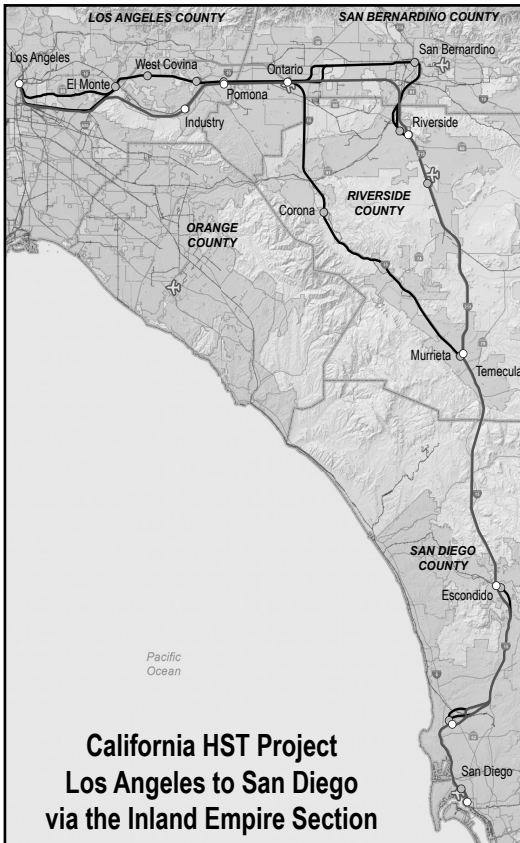 LOS ANGELES COUNTY
SAN BERNARDINO COUNTY
Los Angeles
West Covina
San Bernardino
El Monte
Ontario
Pomona
Industry
Riverside
RIVERSIDE
COUNTY
Corona
ORANGE
COUNTY
Murrieta
Temecula
SAN DIEGO
COUNTY
Escondido
Pacific
Ocean
San Diego
California HST Project
Los Angeles to San Diego
via the Inland Empire Section